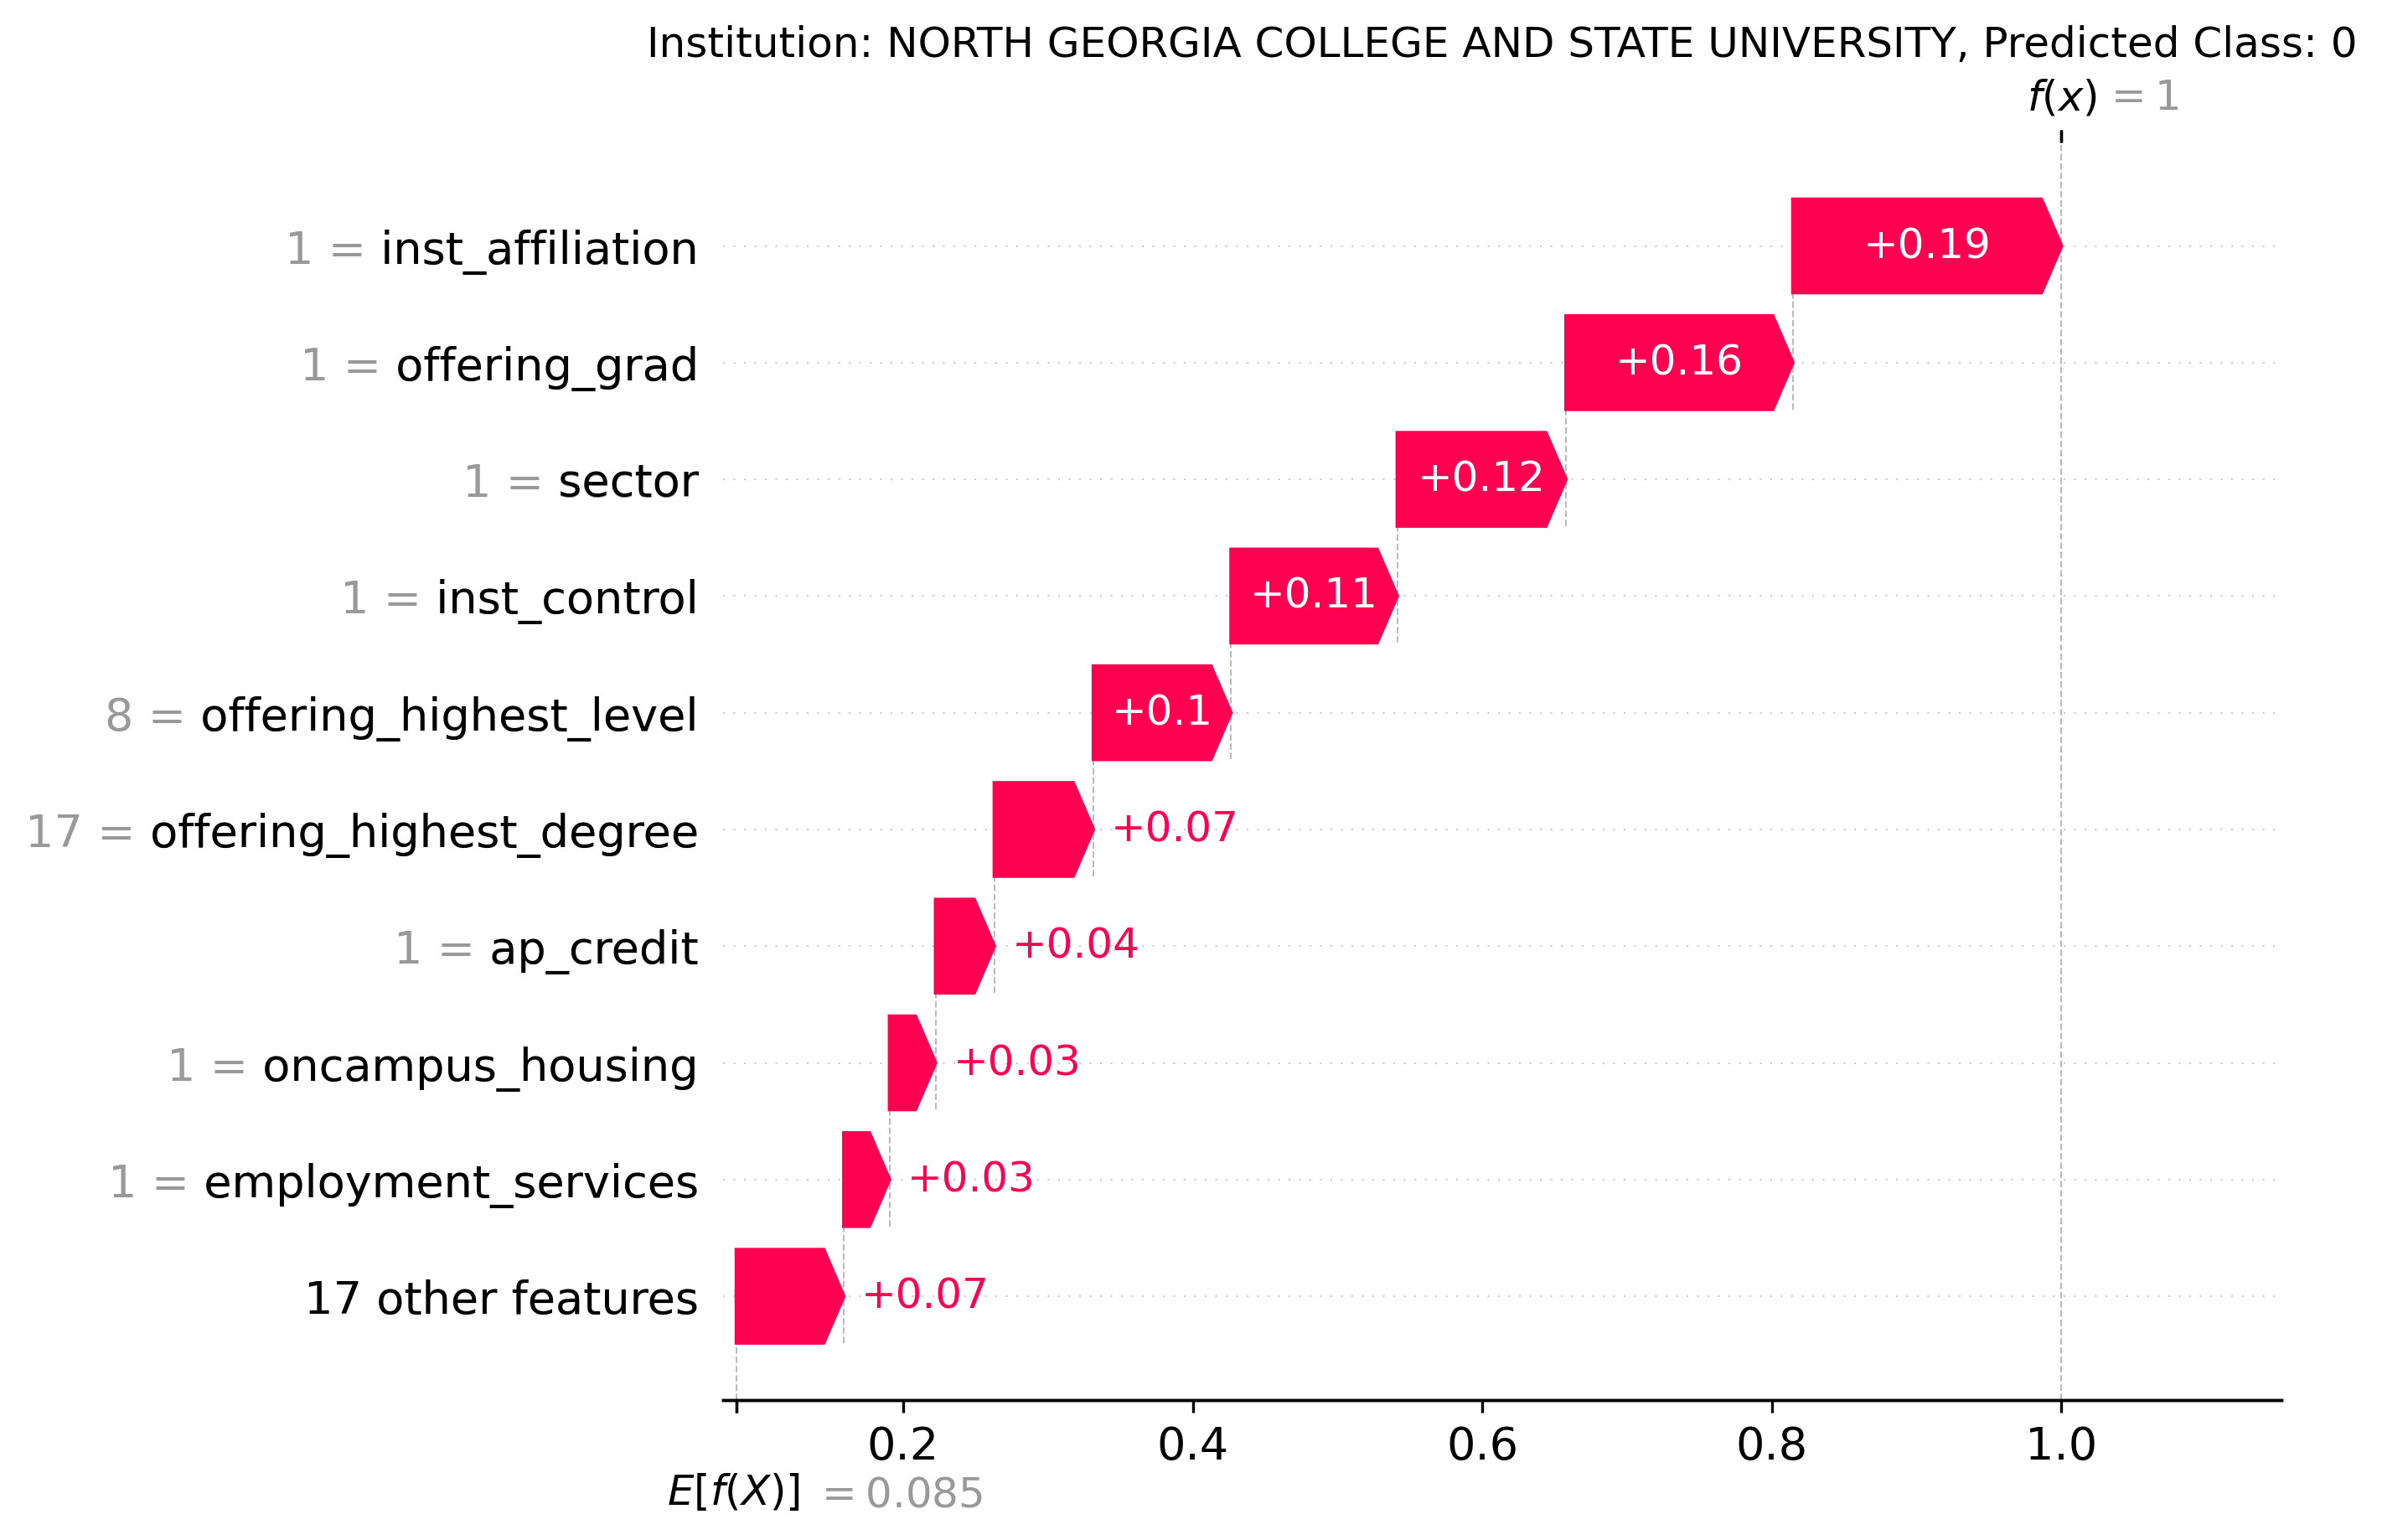 Institution: NORTH GEORGIA COLLEGE AND STATE UNIVERSITY, Predicted Class: 0
f(x) = 1
1 = inst_affiliation +0.19
1 = offering_grad +0.16
1 = sector +0.12
1 = inst_control +0.11
8 = offering_highest_level +0.1
17 = offering_highest_degree +0.07
1 = ap_credit +0.04
1 = oncampus_housing +0.03
1 = employment_services +0.03
17 other features +0.07
0.2 0.4 0.6 0.8 1.0
E[f(X)] = 0.085